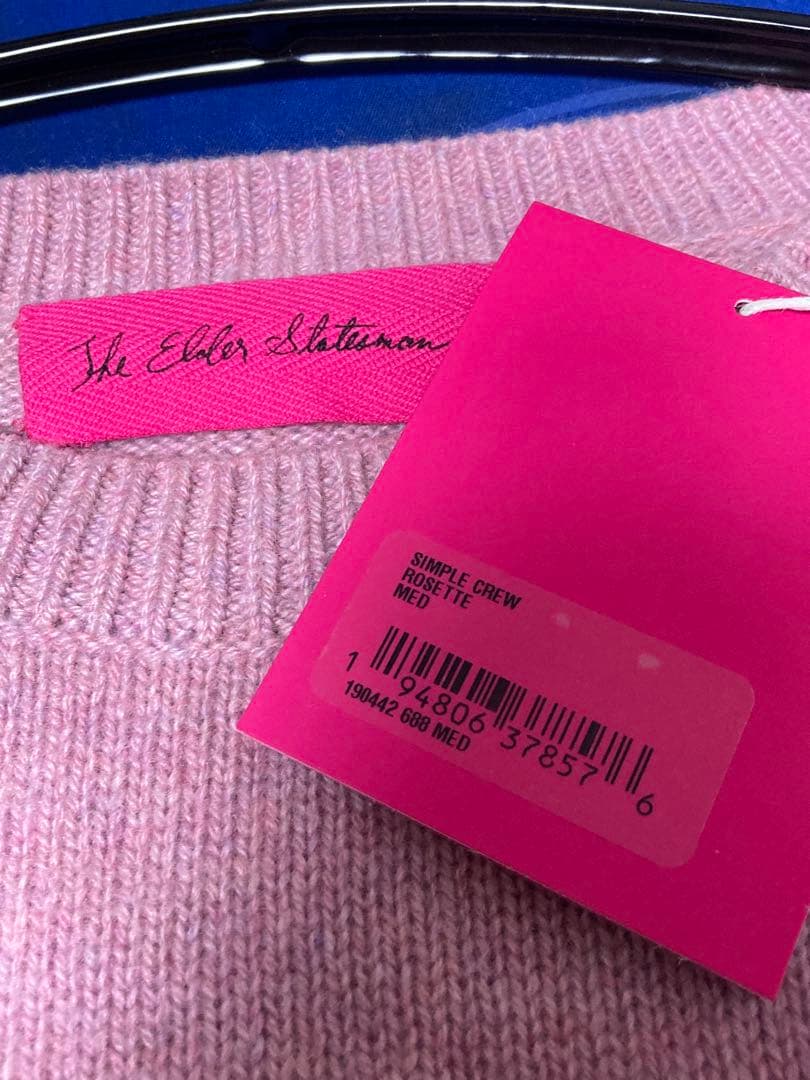 The Elder Statesman
SIMPLE CREW
ROSETTE
MED
1 94806 37857 6
190442 688 MED